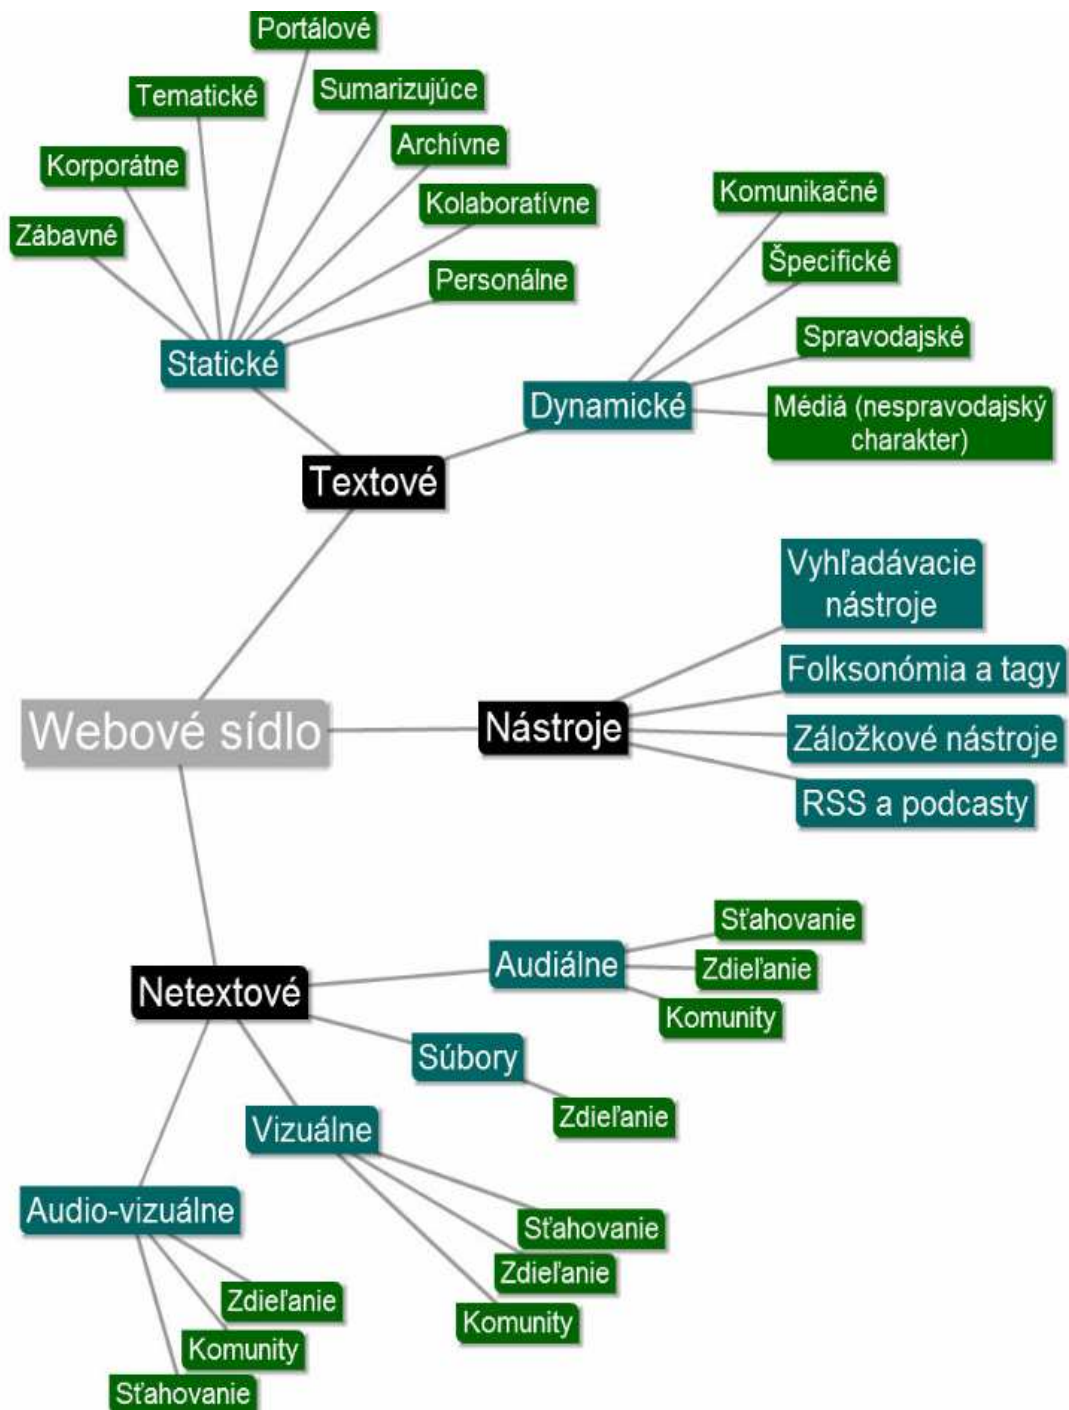 Portálové
Sumarizujúce
Tematické
Archívne
Korporátne
Kolaboratívne
Zábavné
Personálne
Statické
Komunikačné
Špecifické
Spravodajské
Médiá (nespravodajský
charakter)
Dynamické
Textové
Vyhľadávacie
nástroje
Folksonómia a tagy
Záložkové nástroje
RSS a podcasty
Nástroje
Webové sídlo
Netextové
Audiálne
Sťahovanie
Zdieľanie
Komunity
Súbory
Zdieľanie
Vizuálne
Sťahovanie
Zdieľanie
Komunity
Audio-vizuálne
Zdieľanie
Komunity
Sťahovanie